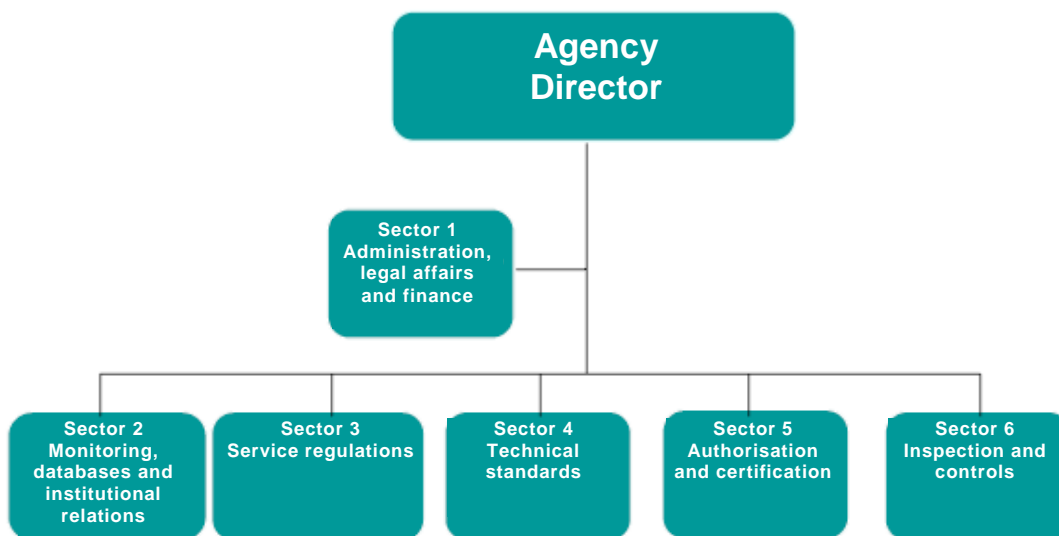 Agency
Director
Sector 1
Administration,
legal affairs
and finance
Sector 2
Monitoring,
databases and
institutional
relations
Sector 3
Service regulations
Sector 4
Technical
standards
Sector 5
Authorisation
and certification
Sector 6
Inspection and
controls